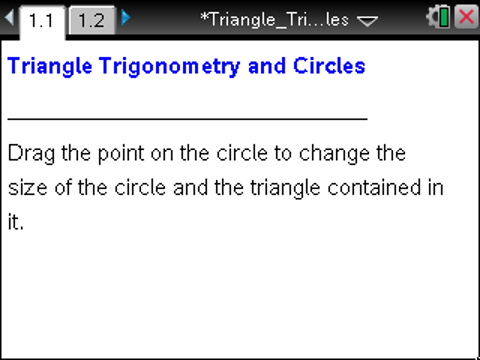 1.1 1.2 *Triangle_Tri...les
Triangle Trigonometry and Circles
Drag the point on the circle to change the
size of the circle and the triangle contained in
it.